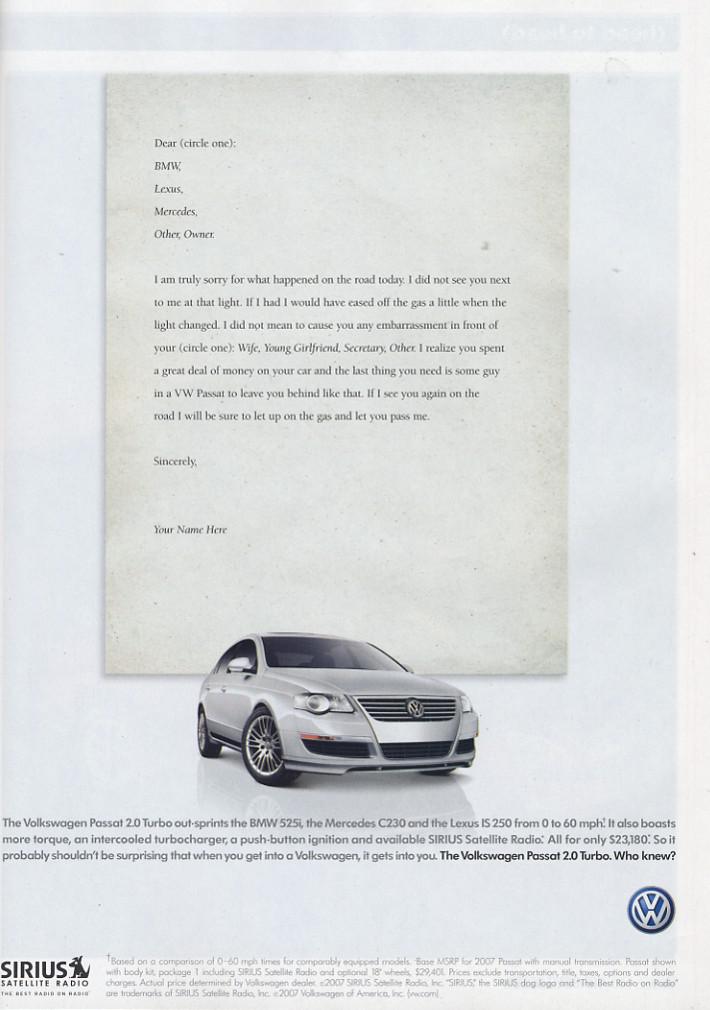 Dear (circle one):
BMW,
Lexus,
Mercedes,
Other, Owner.
I am truly sorry for what happened on the road today. I did not see you next
to me at that light. If I had I would have eased off the gas a little when the
light changed. I did not mean to cause you any embarrassment in front of
your (circle one): Wife, Young Girlfriend, Secretary, Other. I realize you spent
a great deal of money on your car and the last thing you need is some guy
in a VW Passat to leave you behind like that. If I see you again on the
road I will be sure to let up on the gas and let you pass me.
Sincerely,
Your Name Here
The Volkswagen Passat 2.0 Turbo out-sprints the BMW 525i, the Mercedes C230 and the Lexus IS 250 from 0 to 60 mph.† It also boasts
more torque, an intercooled turbocharger, a push-button ignition and available SIRIUS Satellite Radio.* All for only $23,180.* So it
probably shouldn't be surprising that when you get into a Volkswagen, it gets into you. The Volkswagen Passat 2.0 Turbo. Who knew?
SIRIUS
SATELLITE RADIO
THE BEST RADIO ON RADIO
†Based on a comparison of 0–60 mph times for comparably equipped models. *Base MSRP for 2007 Passat with manual transmission. Passat shown
with body kit, package 1 including SIRIUS Satellite Radio and optional 18" wheels, $29,401. Prices exclude transportation, title, taxes, options and dealer
charges. Actual price determined by Volkswagen dealer. ©2007 SIRIUS Satellite Radio, Inc. "SIRIUS," the SIRIUS dog logo and "The Best Radio on Radio"
are trademarks of SIRIUS Satellite Radio, Inc. ©2007 Volkswagen of America, Inc. (vw.com)